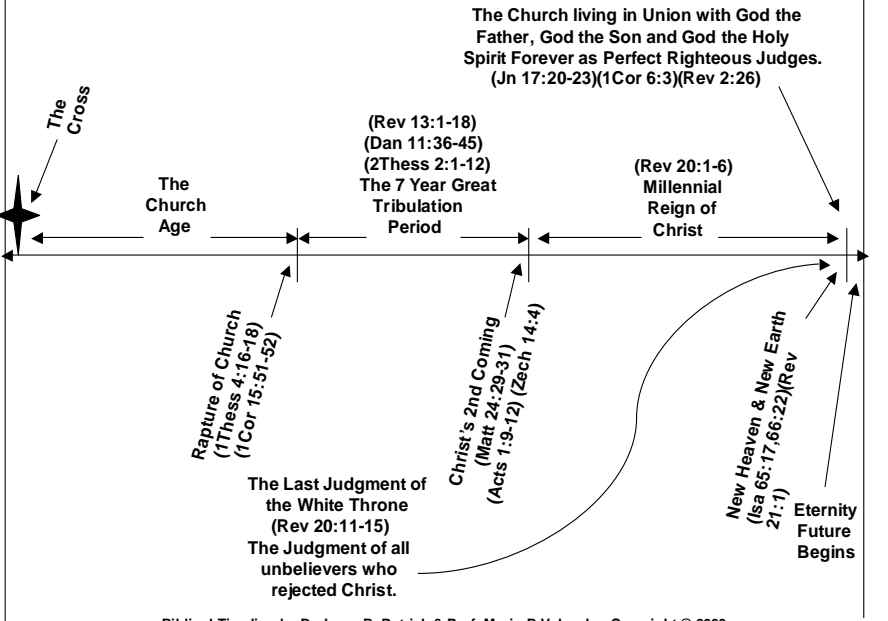 The Church living in Union with God the
Father, God the Son and God the Holy
Spirit Forever as Perfect Righteous Judges.
(Jn 17:20-23)(1Cor 6:3)(Rev 2:26)
The
Cross
The
Church
Age
(Rev 13:1-18)
(Dan 11:36-45)
(2Thess 2:1-12)
The 7 Year Great
Tribulation
Period
(Rev 20:1-6)
Millennial
Reign of
Christ
Rapture of Church
(1Thess 4:16-18)
(1Cor 15:51-52)
Christ's 2nd Coming
(Matt 24:29-31)
(Acts 1:9-12) (Zech 14:4)
New Heaven & New Earth
(Isa 65:17,66:22)(Rev
21:1)
Eternity
Future
Begins
The Last Judgment of
the White Throne
(Rev 20:11-15)
The Judgment of all
unbelievers who
rejected Christ.